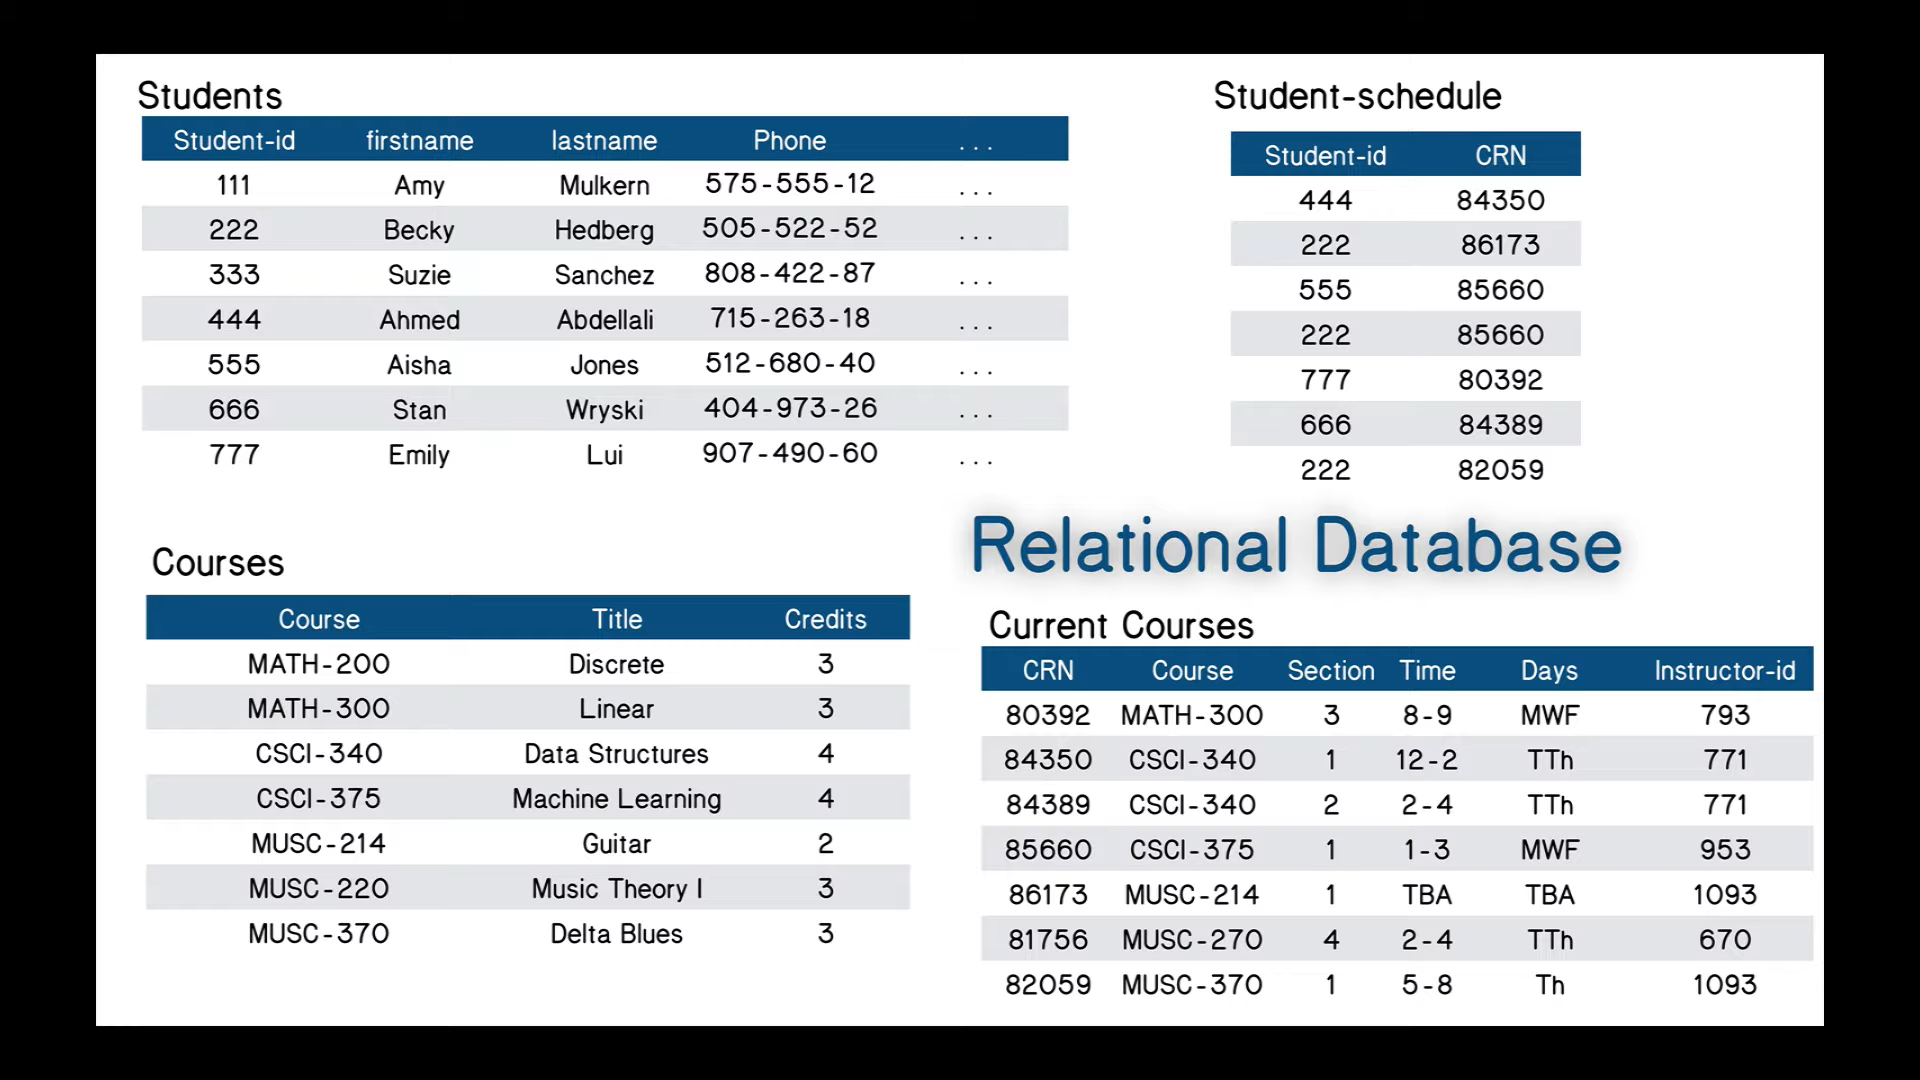 Students
Student-id firstname lastname Phone ...
111 Amy Mulkern 575-555-12 ...
222 Becky Hedberg 505-522-52 ...
333 Suzie Sanchez 808-422-87 ...
444 Ahmed Abdellali 715-263-18 ...
555 Aisha Jones 512-680-40 ...
666 Stan Wryski 404-973-26 ...
777 Emily Lui 907-490-60 ...
Student-schedule
Student-id CRN
444 84350
222 86173
555 85660
222 85660
777 80392
666 84389
222 82059
Relational Database
Courses
Course Title Credits
MATH-200 Discrete 3
MATH-300 Linear 3
CSCI-340 Data Structures 4
CSCI-375 Machine Learning 4
MUSC-214 Guitar 2
MUSC-220 Music Theory I 3
MUSC-370 Delta Blues 3
Current Courses
CRN Course Section Time Days Instructor-id
80392 MATH-300 3 8-9 MWF 793
84350 CSCI-340 1 12-2 TTh 771
84389 CSCI-340 2 2-4 TTh 771
85660 CSCI-375 1 1-3 MWF 953
86173 MUSC-214 1 TBA TBA 1093
81756 MUSC-270 4 2-4 TTh 670
82059 MUSC-370 1 5-8 Th 1093